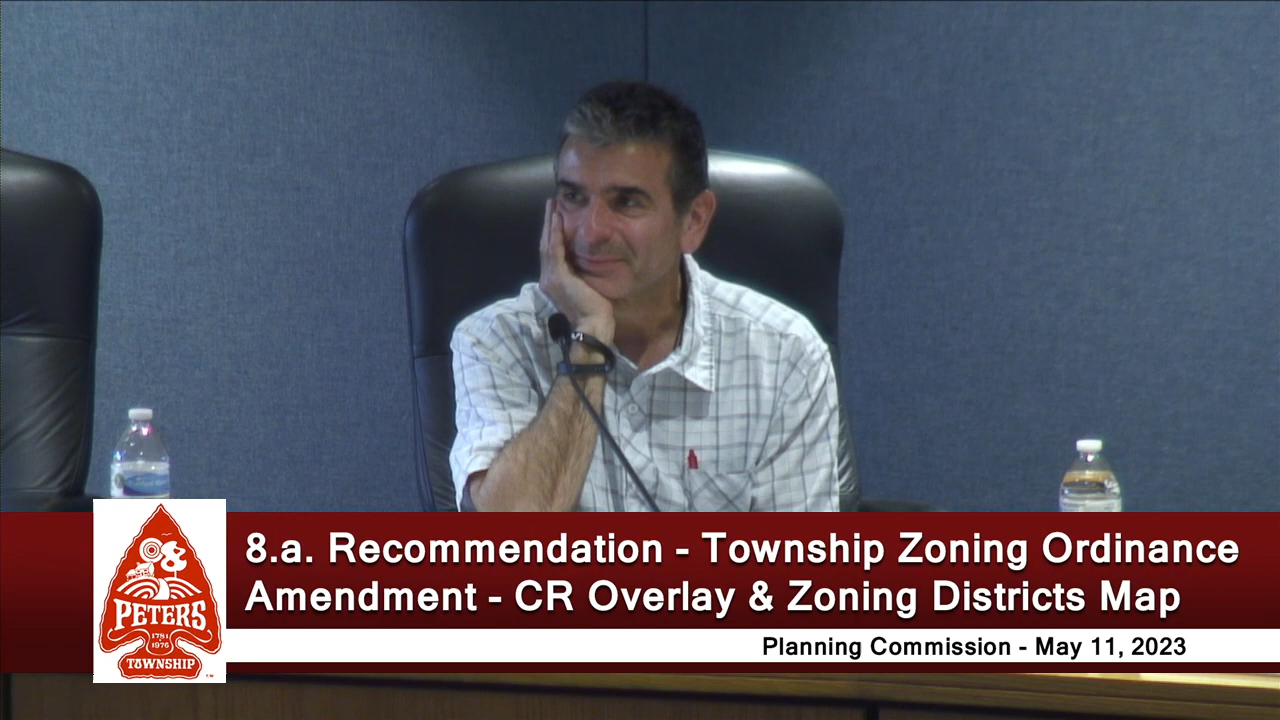 8.a. Recommendation - Township Zoning Ordinance
Amendment - CR Overlay & Zoning Districts Map
Planning Commission - May 11, 2023
PETERS
1781
1976
TOWNSHIP